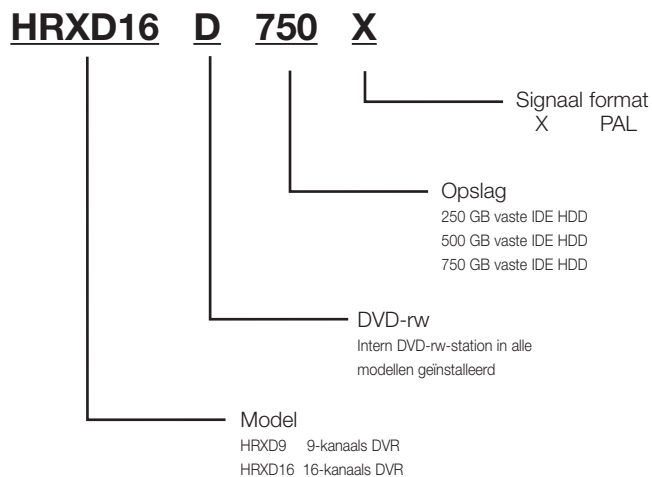 HRXD16 D 750 X
Signaal format
X PAL
Opslag
250 GB vaste IDE HDD
500 GB vaste IDE HDD
750 GB vaste IDE HDD
DVD-rw
Intern DVD-rw-station in alle
modellen geïnstalleerd
Model
HRXD9 9-kanaals DVR
HRXD16 16-kanaals DVR